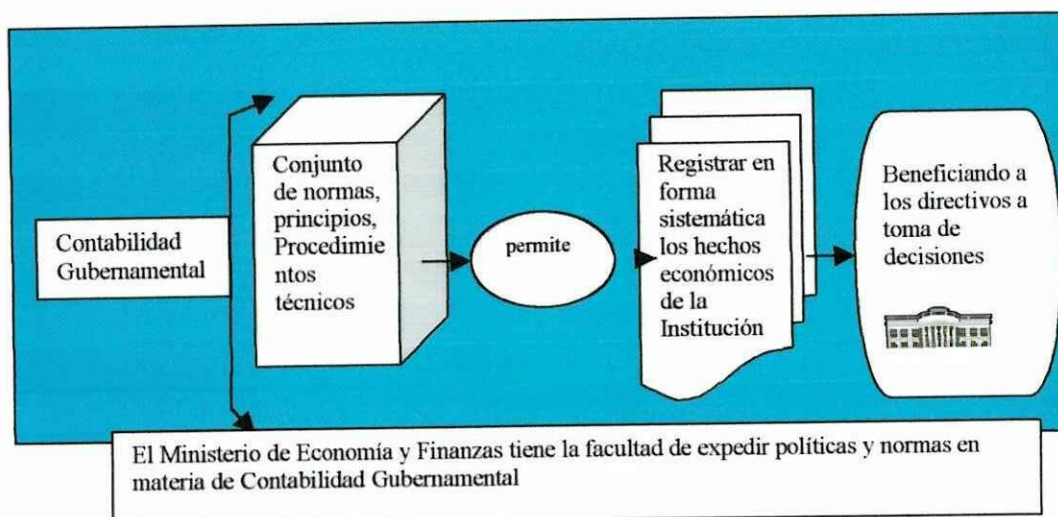 Contabilidad
Gubernamental
Conjunto
de normas,
principios,
Procedimie
ntos
técnicos
permite
Registrar en
forma
sistemática
los hechos
económicos
de la
Institución
Beneficiando a
los directivos a
toma de
decisiones
El Ministerio de Economía y Finanzas tiene la facultad de expedir políticas y normas en
materia de Contabilidad Gubernamental